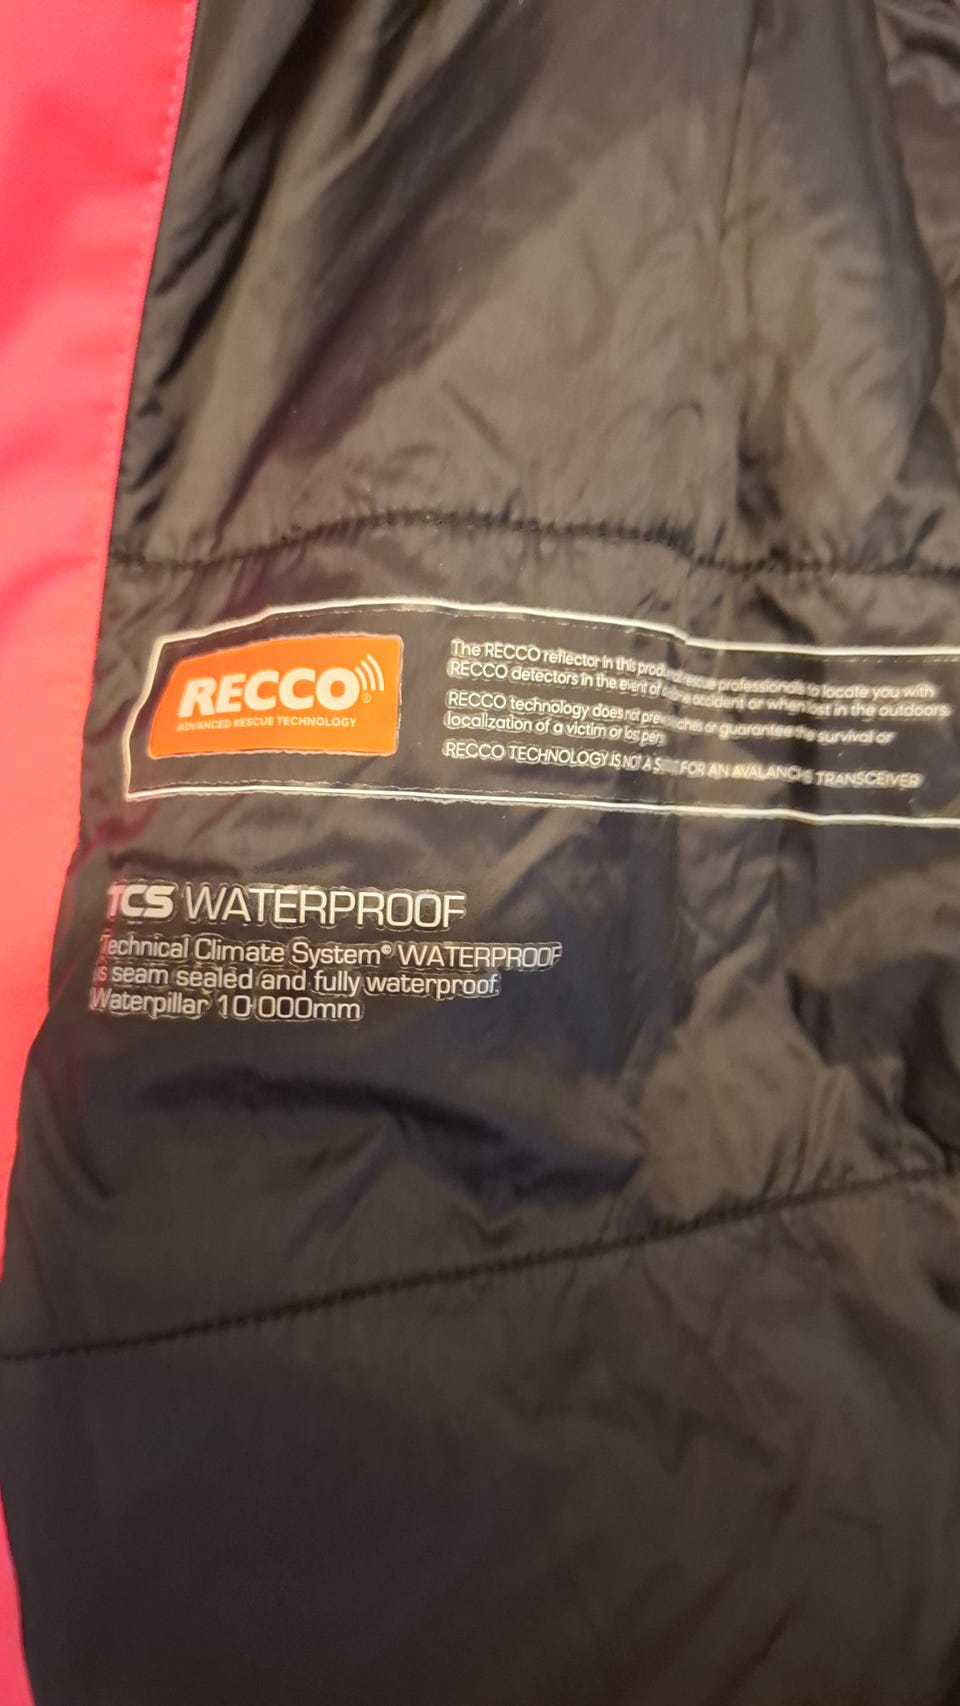 RECCO®
ADVANCED RESCUE TECHNOLOGY
The RECCO reflector in this rescue professionals to locate you with
RECCO detectors in the event of accident or when lost in the outdoors.
RECCO technology does not or guarantee the survival or
localization of a victim or lost
RECCO TECHNOLOGY IS NOT A FOR AN AVALANCHE TRANSCEIVER
TCS WATERPROOF
Technical Climate System® WATERPROOF
is seam sealed and fully waterproof.
Waterpillar 10 000mm